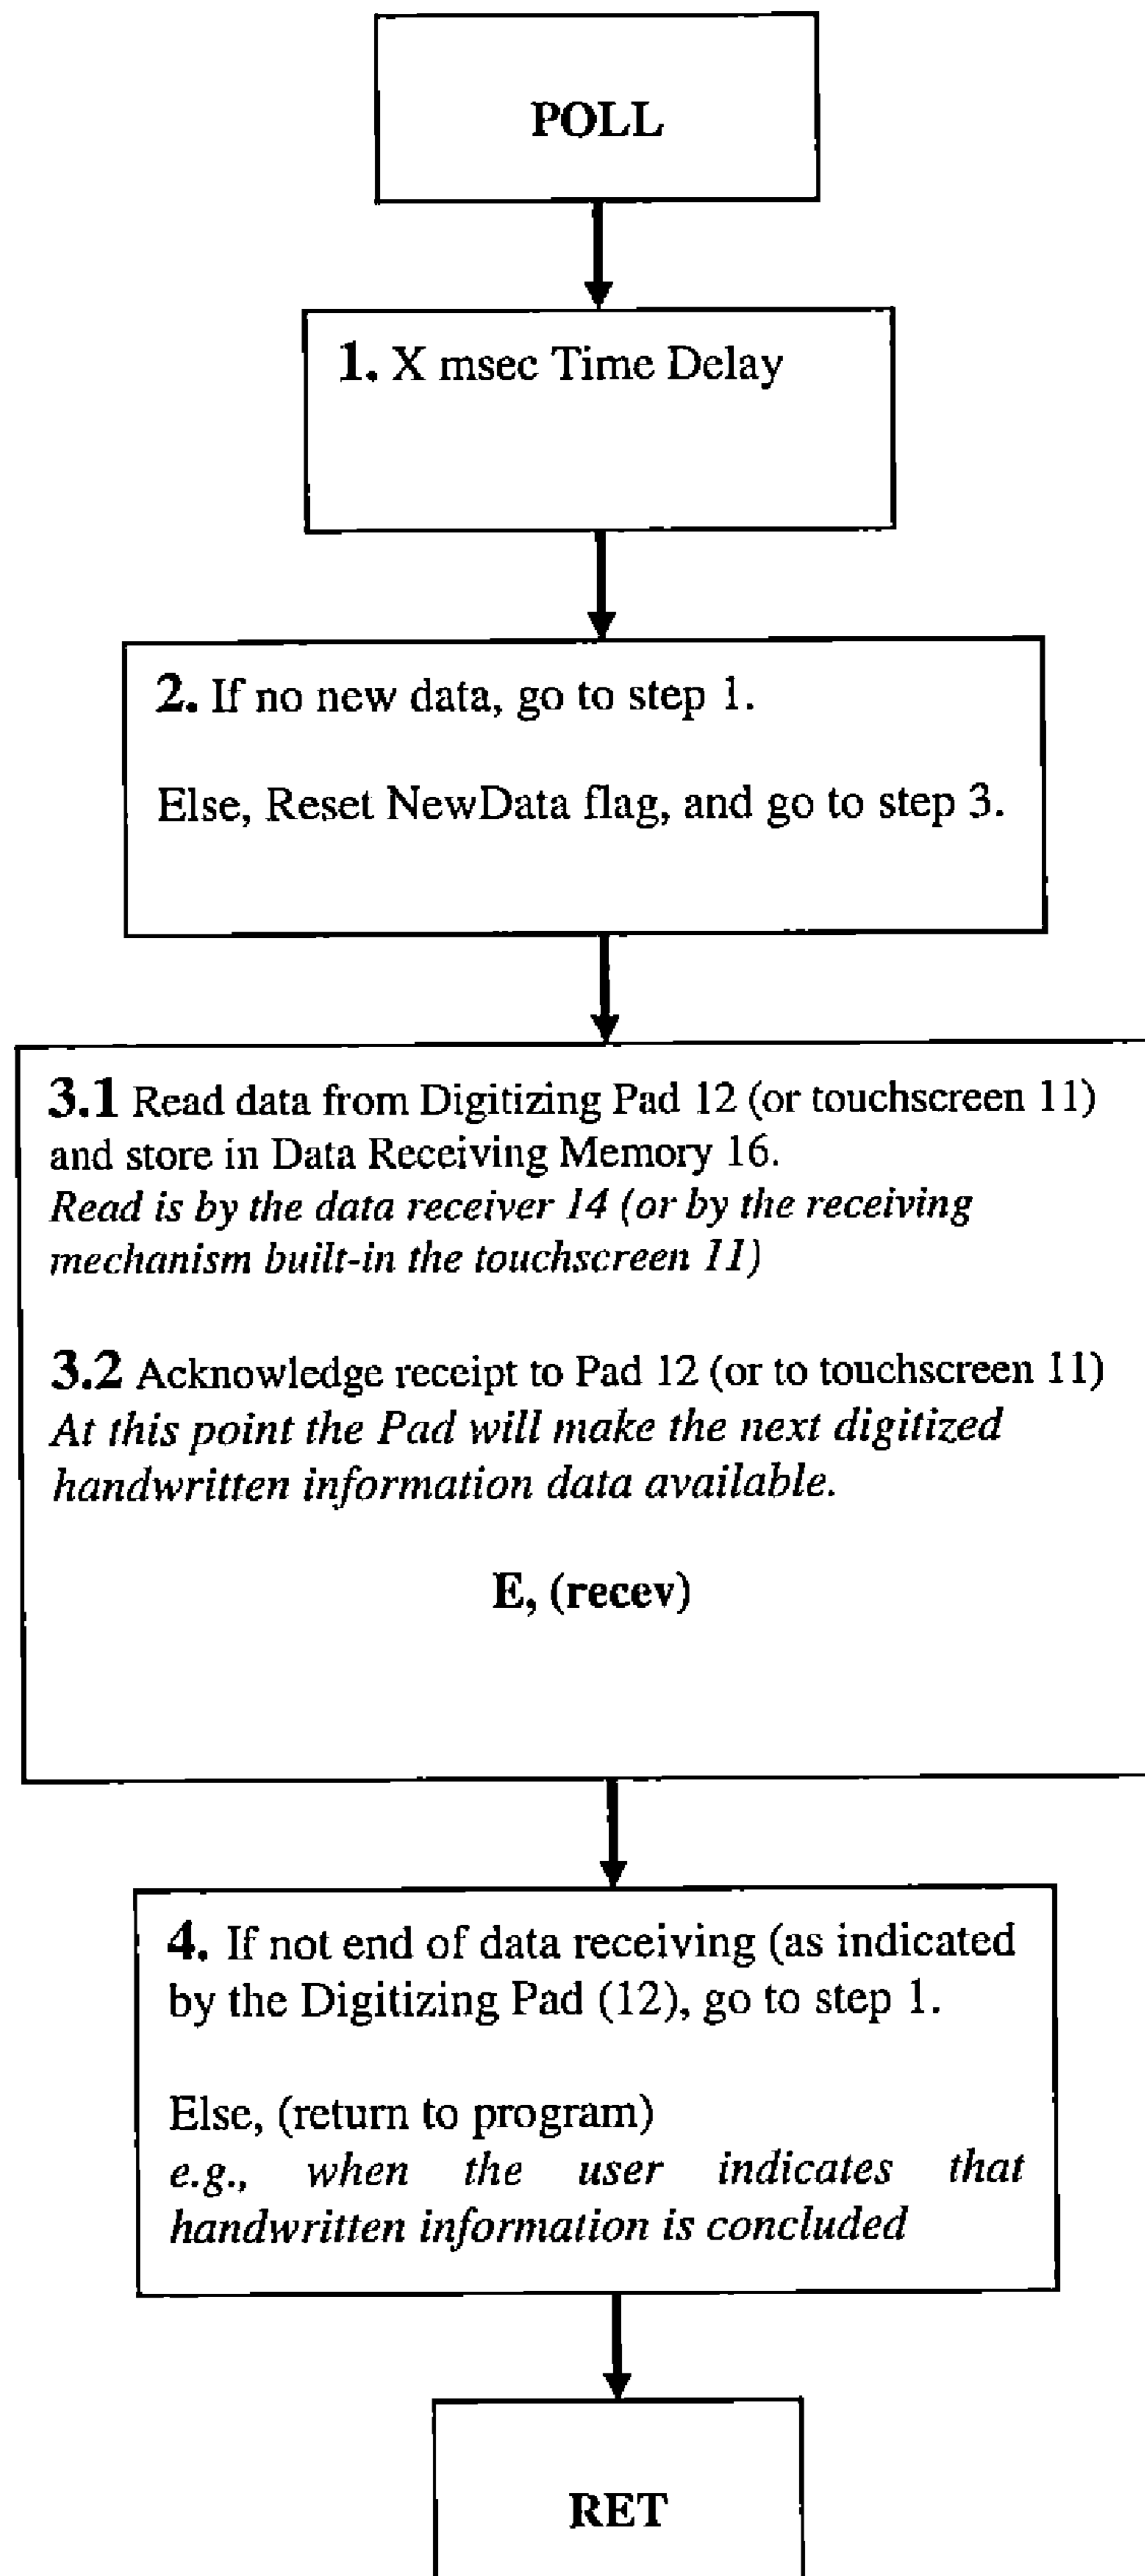 POLL
1. X msec Time Delay
2. If no new data, go to step 1.
Else, Reset NewData flag, and go to step 3.
3.1 Read data from Digitizing Pad 12 (or touchscreen 11)
and store in Data Receiving Memory 16.
Read is by the data receiver 14 (or by the receiving
mechanism built-in the touchscreen 11)
3.2 Acknowledge receipt to Pad 12 (or to touchscreen 11)
At this point the Pad will make the next digitized
handwritten information data available.
E, (recev)
4. If not end of data receiving (as indicated
by the Digitizing Pad (12), go to step 1.
Else, (return to program)
e.g., when the user indicates that
handwritten information is concluded
RET